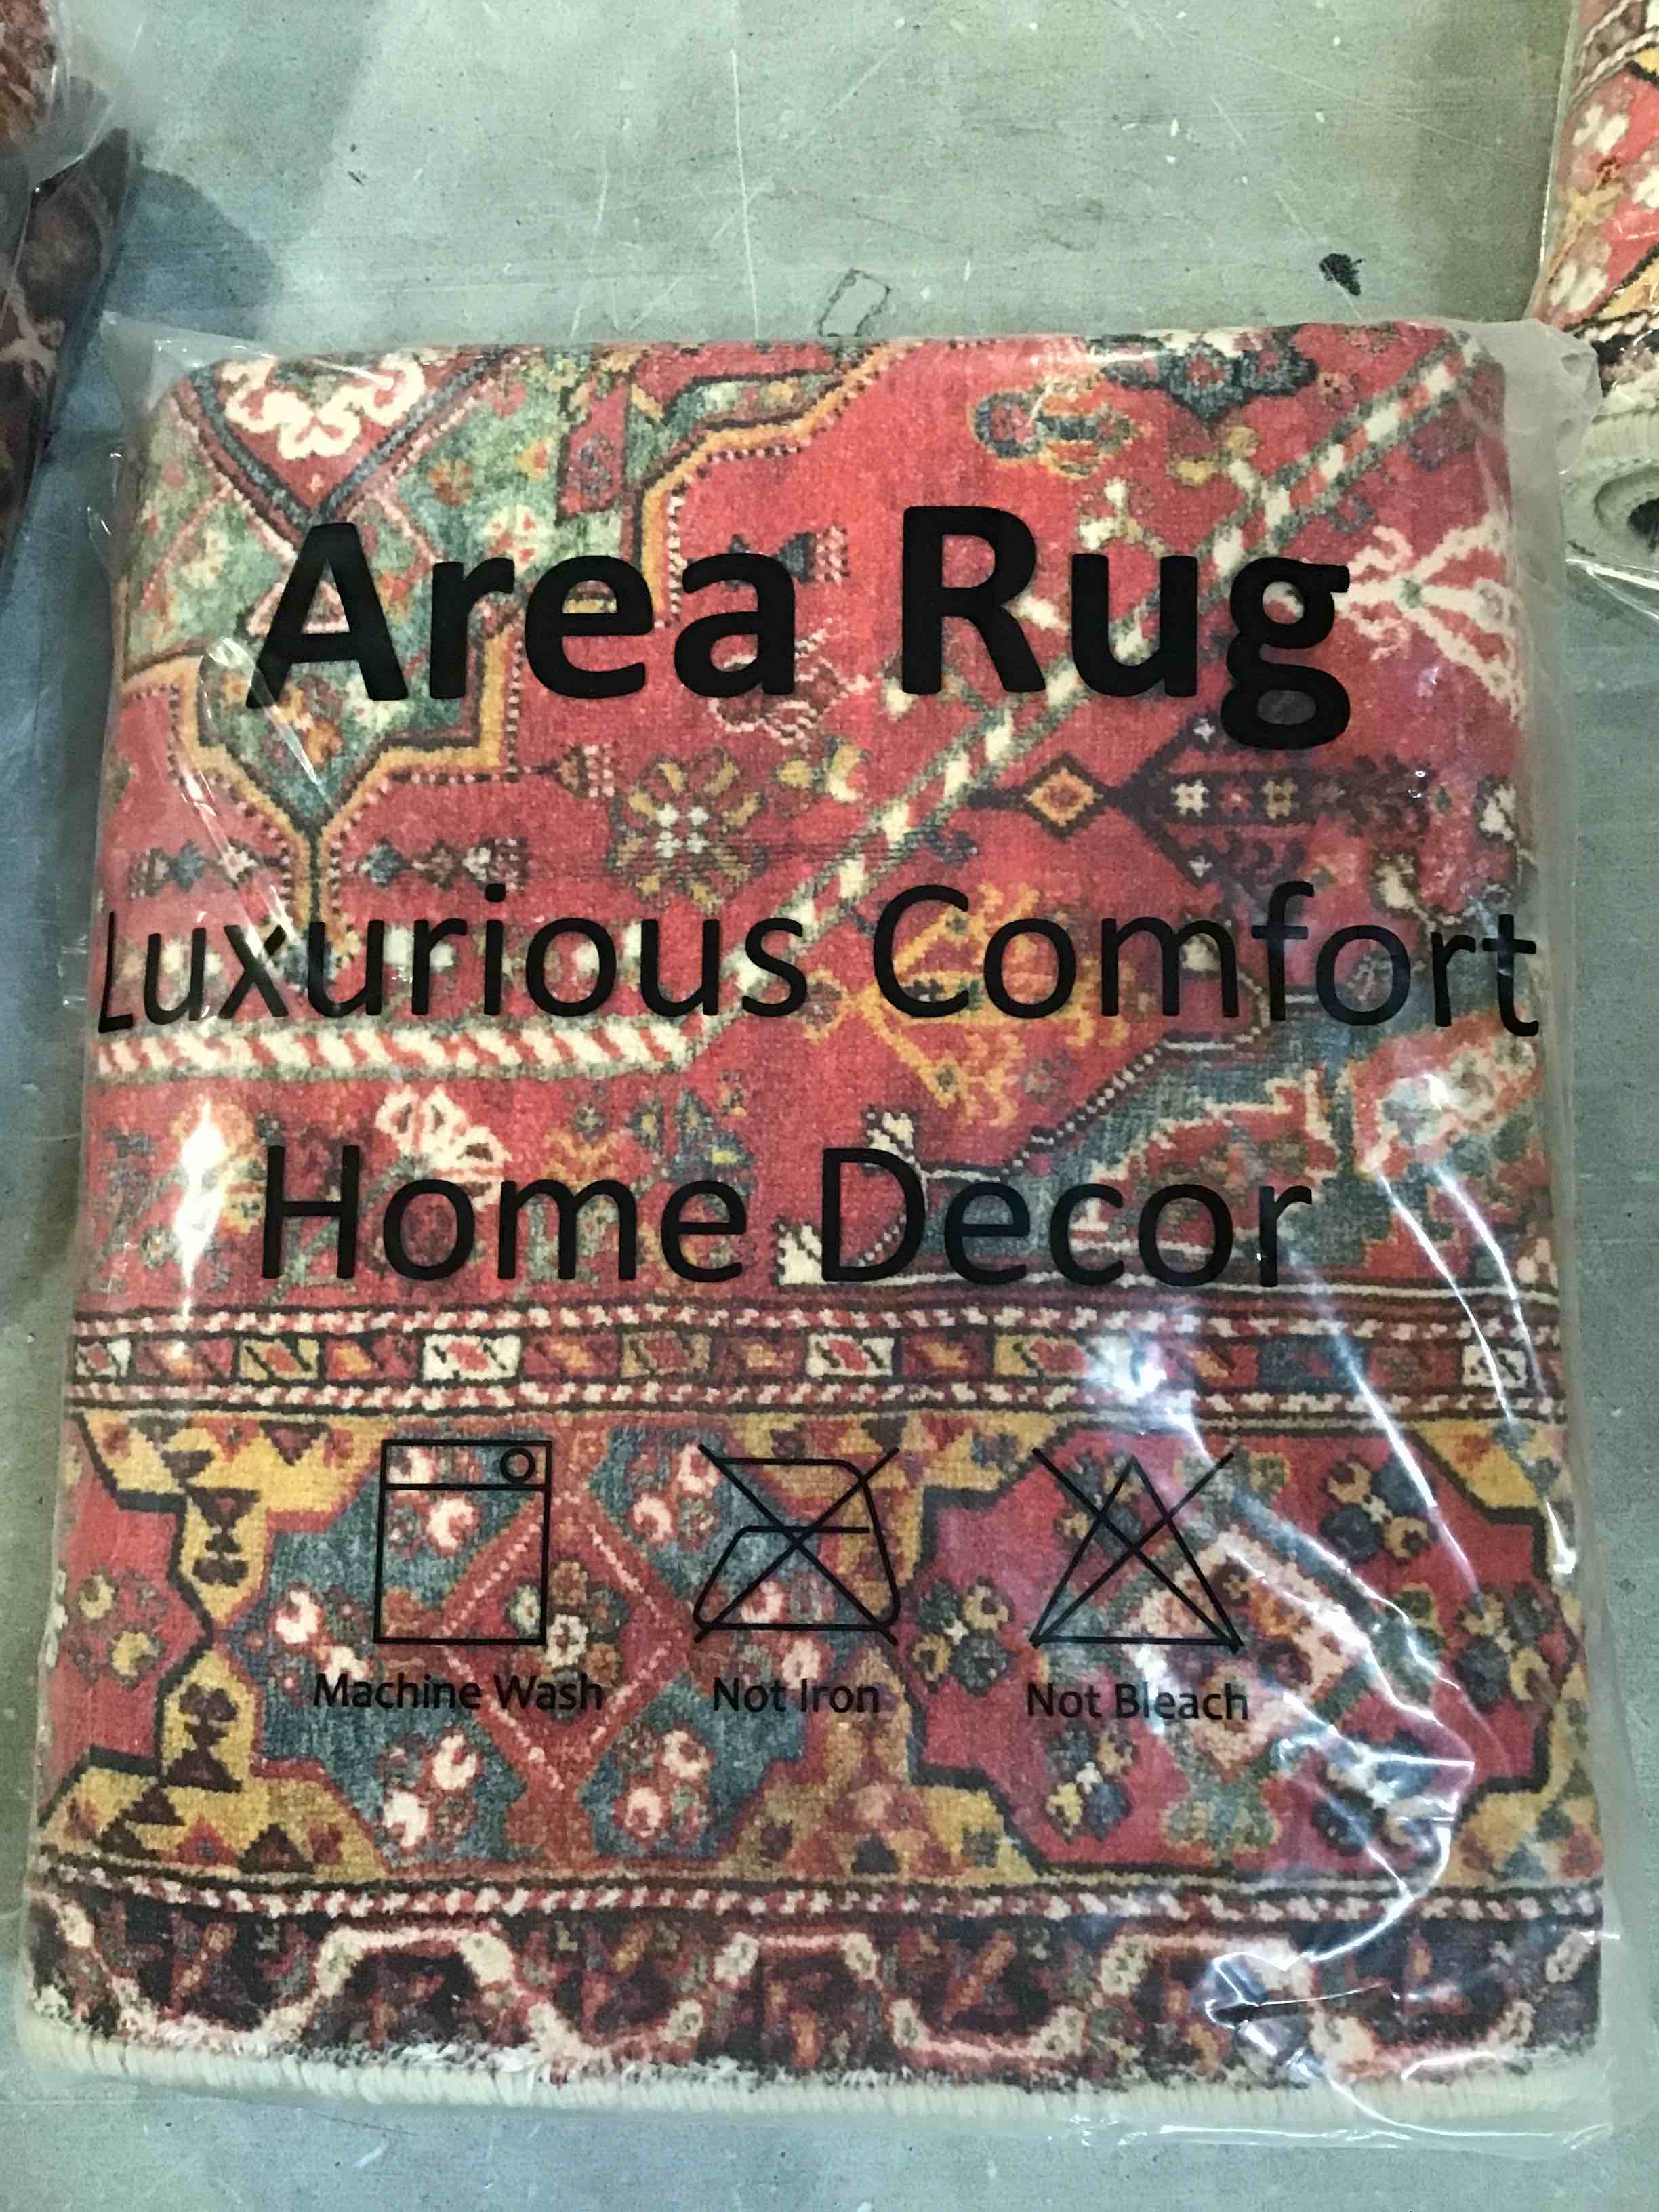 Area Rug
Luxurious Comfort
Home Decor
Machine Wash Not Iron Not Bleach